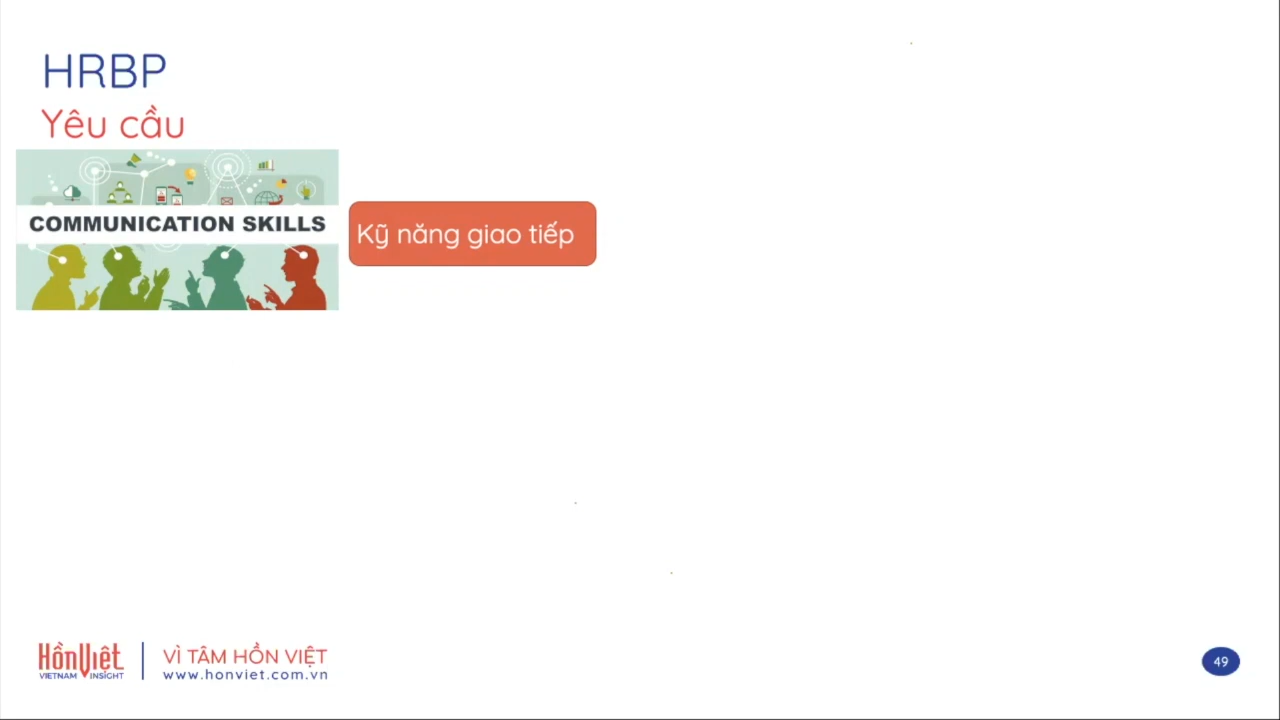 HRBP
Yêu cầu
COMMUNICATION SKILLS
Kỹ năng giao tiếp
HồnViệt
VIETNAM INSIGHT
VÌ TÂM HỒN VIỆT
www.honviet.com.vn
49